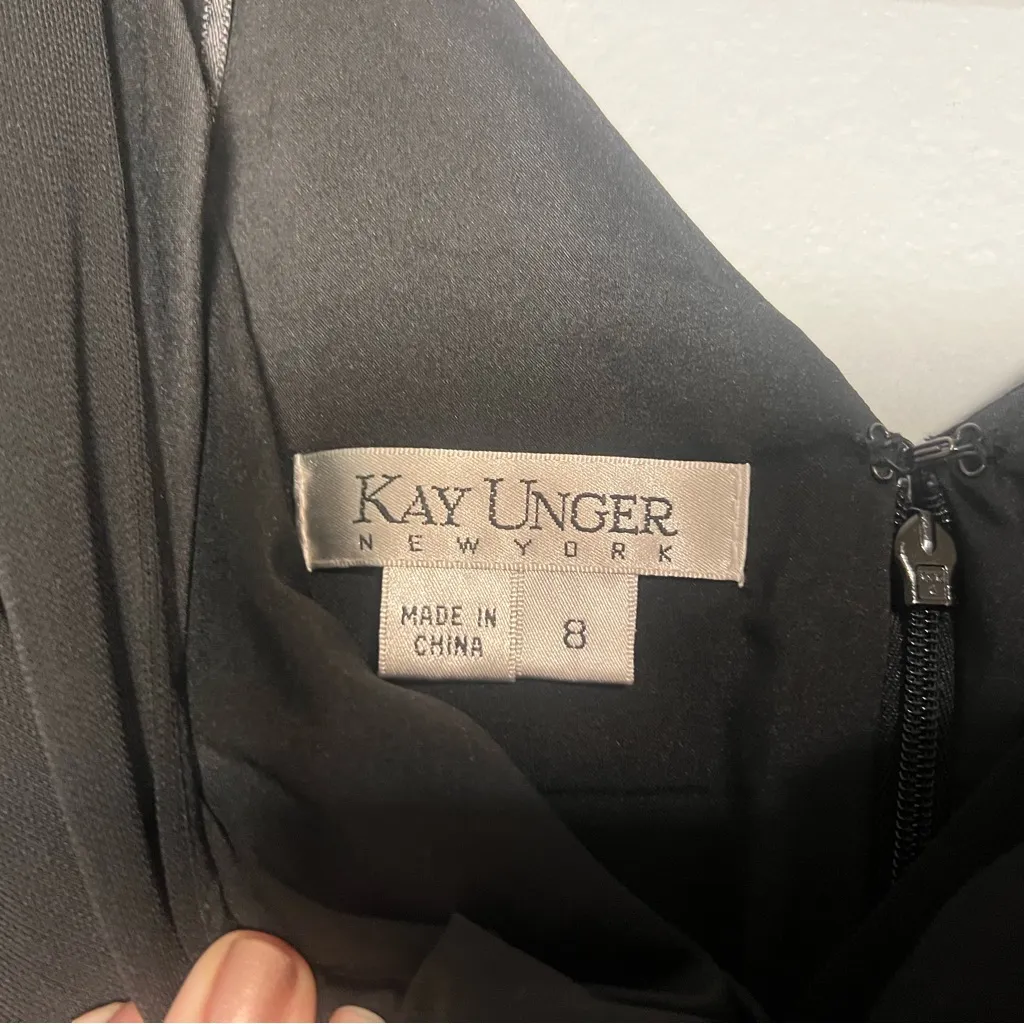 KAY UNGER
NEW YORK
MADE IN
CHINA
8